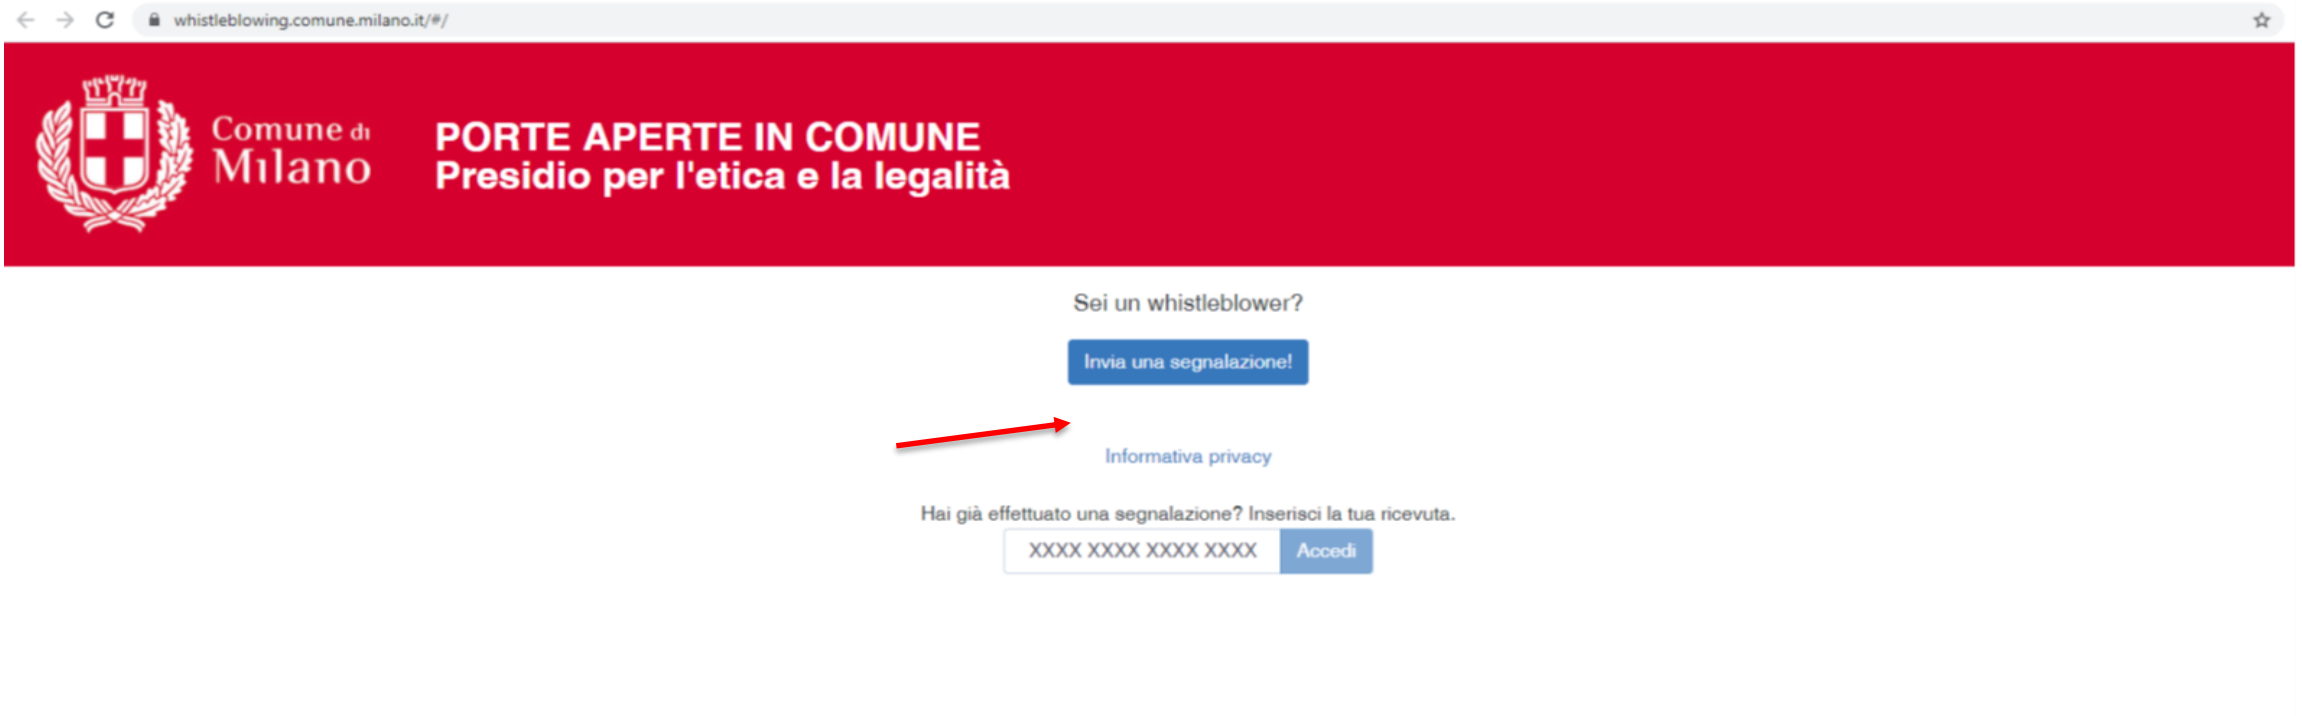 whistleblowing.comune.milano.it/#/
Comune di
Milano
PORTE APERTE IN COMUNE
Presidio per l'etica e la legalità
Sei un whistleblower?
Invia una segnalazione!
Informativa privacy
Hai già effettuato una segnalazione? Inserisci la tua ricevuta.
XXXX XXXX XXXX XXXX Accedi